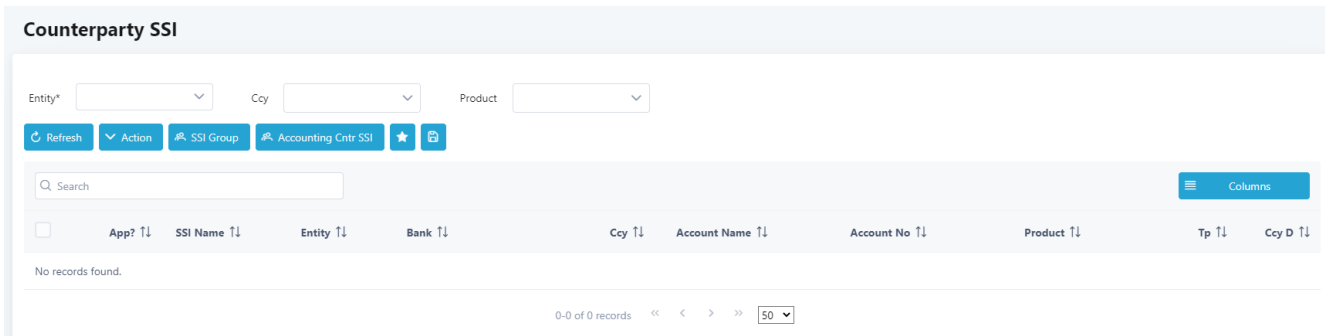 Counterparty SSI
Entity* Ccy Product
Refresh Action SSI Group Accounting Cntr SSI
Search Columns
App? SSI Name Entity Bank Ccy Account Name Account No Product Tp Ccy D
No records found.
0-0 of 0 records 50